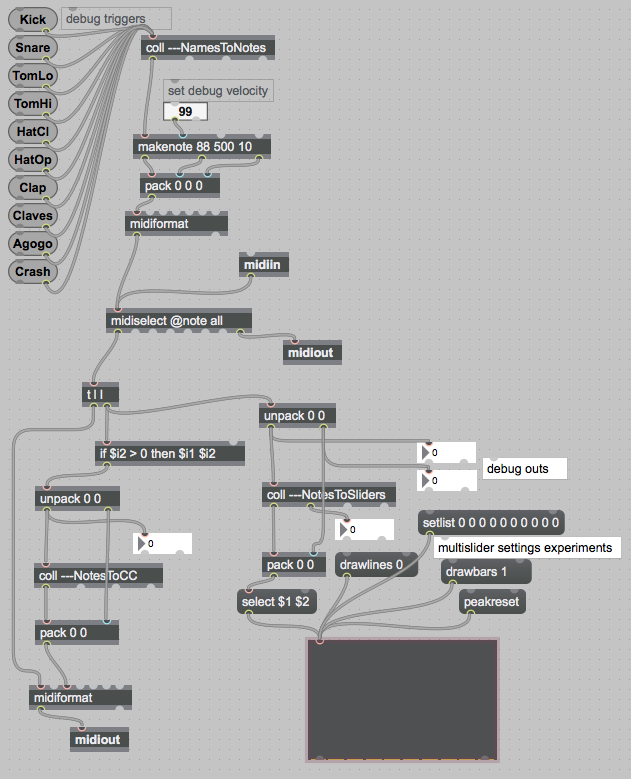 Kick
debug triggers
Snare
coll ---NamesToNotes
TomLo
TomHi
set debug velocity
99
HatCl
makenote 88 500 10
HatOp
Clap
pack 0 0 0
Claves
midiformat
Agogo
Crash
midiin
midiselect @note all
midiout
t l l
unpack 0 0
if $i2 > 0 then $i1 $i2
0
debug outs
0
unpack 0 0
coll ---NotesToSliders
setlist 0 0 0 0 0 0 0 0 0 0 0
0
0
multislider settings experiments
coll ---NotesToCC
pack 0 0
drawlines 0
drawbars 1
select $1 $2
peakreset
pack 0 0
midiformat
midiout